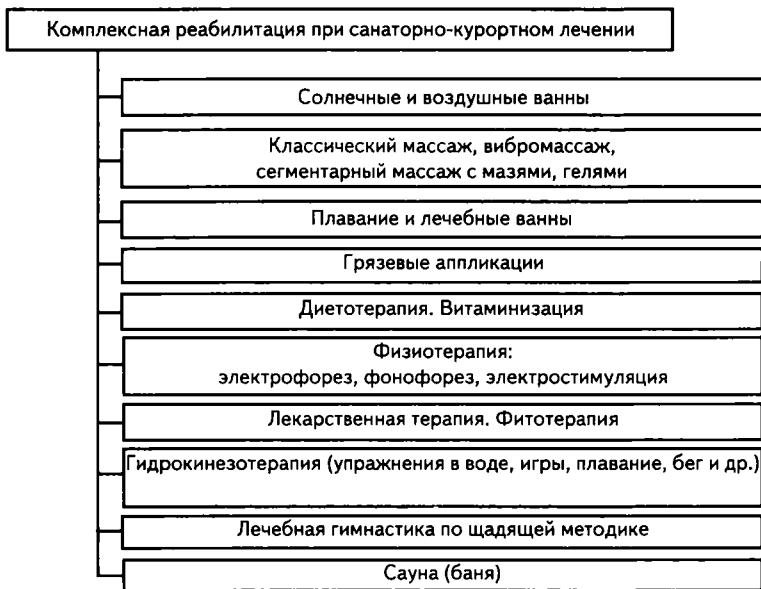 Комплексная реабилитация при санаторно-курортном лечении
Солнечные и воздушные ванны
Классический массаж, вибромассаж,
сегментарный массаж с мазями, гелями
Плавание и лечебные ванны
Грязевые аппликации
Диетотерапия. Витаминизация
Физиотерапия:
электрофорез, фонофорез, электростимуляция
Лекарственная терапия. Фитотерапия
Гидрокинезотерапия (упражнения в воде, игры, плавание, бег и др.)
Лечебная гимнастика по щадящей методике
Сауна (баня)